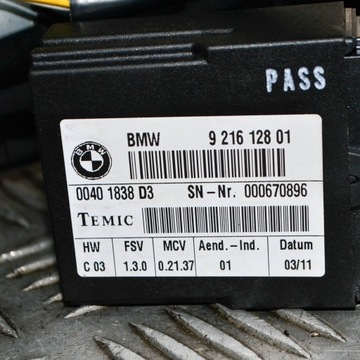 PASS
BMW
BMW 9 216 128 01
0040 1838 D3 SN-Nr. 000670896
TEMIC
HW FSV MCV Aend.-Ind. Datum
C 03 1.3.0 0.21.37 01 03/11